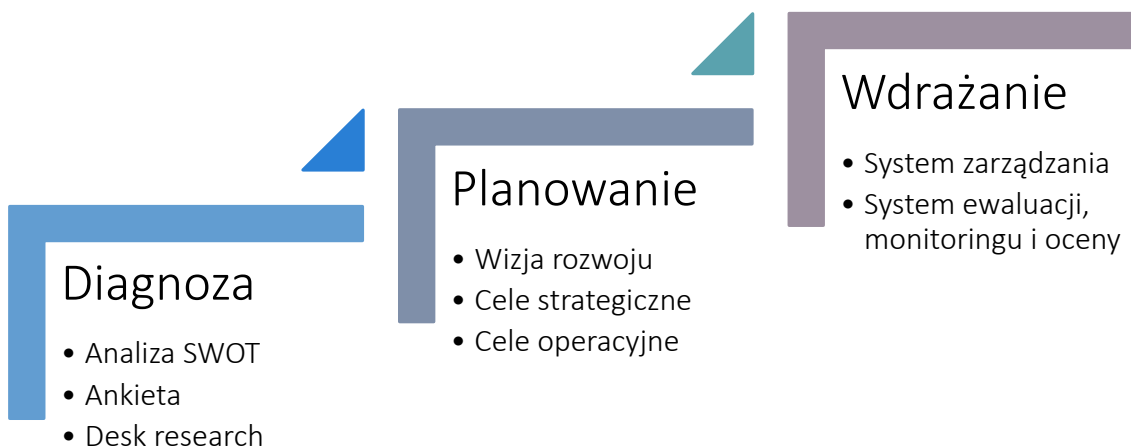 Diagnoza
• Analiza SWOT
• Ankieta
• Desk research
Planowanie
• Wizja rozwoju
• Cele strategiczne
• Cele operacyjne
Wdrażanie
• System zarządzania
• System ewaluacji,
monitoringu i oceny